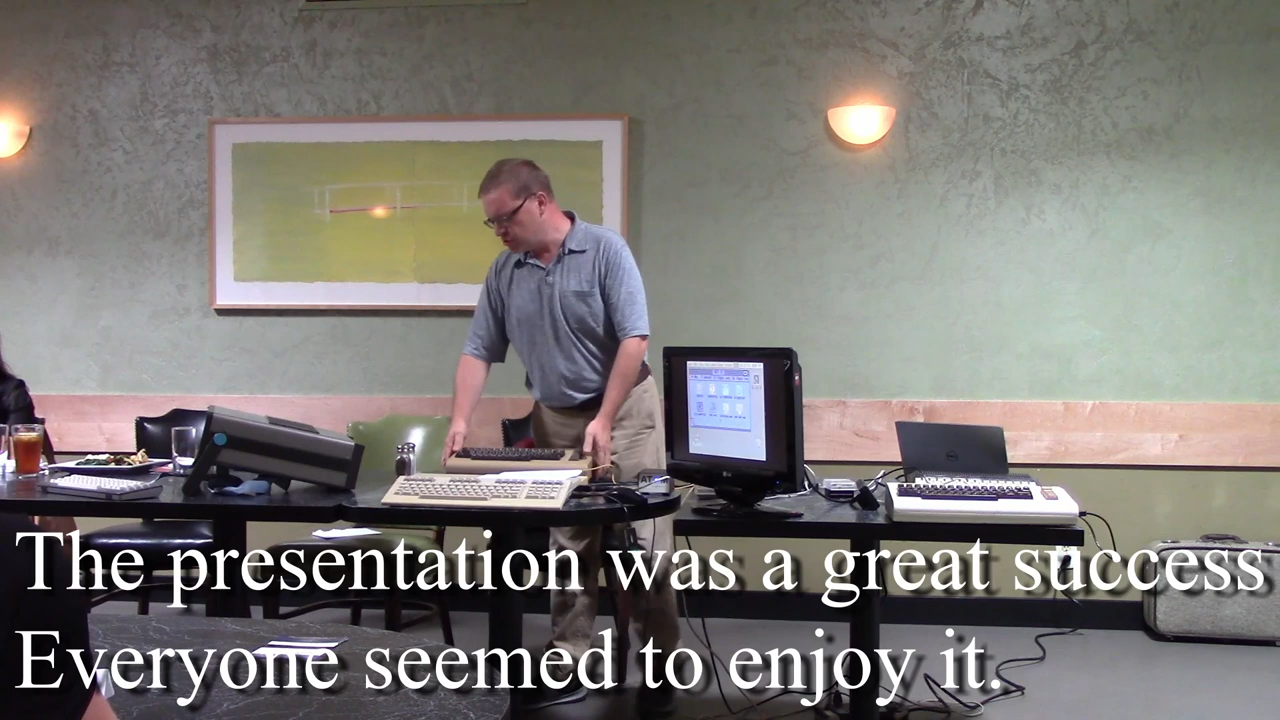 The presentation was a great success
Everyone seemed to enjoy it.